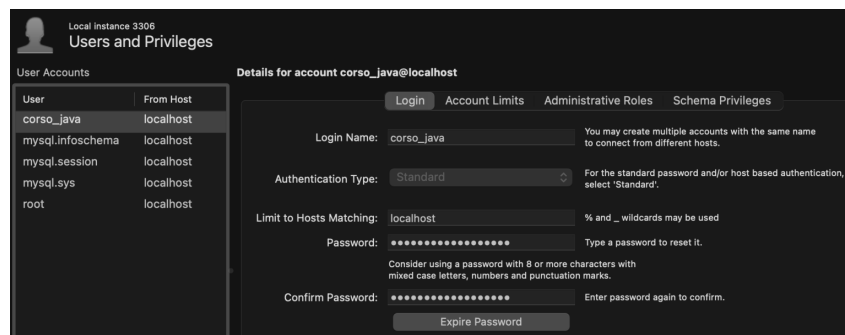 Local instance 3306
Users and Privileges
User Accounts
User From Host
corso_java localhost
mysql.infoschema localhost
mysql.session localhost
mysql.sys localhost
root localhost
Details for account corso_java@localhost
Login Account Limits Administrative Roles Schema Privileges
Login Name: corso_java You may create multiple accounts with the same name
to connect from different hosts.
Authentication Type: Standard For the standard password and/or host based authentication,
select 'Standard'.
Limit to Hosts Matching: localhost % and _ wildcards may be used
Password: ●●●●●●●●●●●●●●●●●● Type a password to reset it.
Consider using a password with 8 or more characters with
mixed case letters, numbers and punctuation marks.
Confirm Password: ●●●●●●●●●●●●●●●●●● Enter password again to confirm.
Expire Password